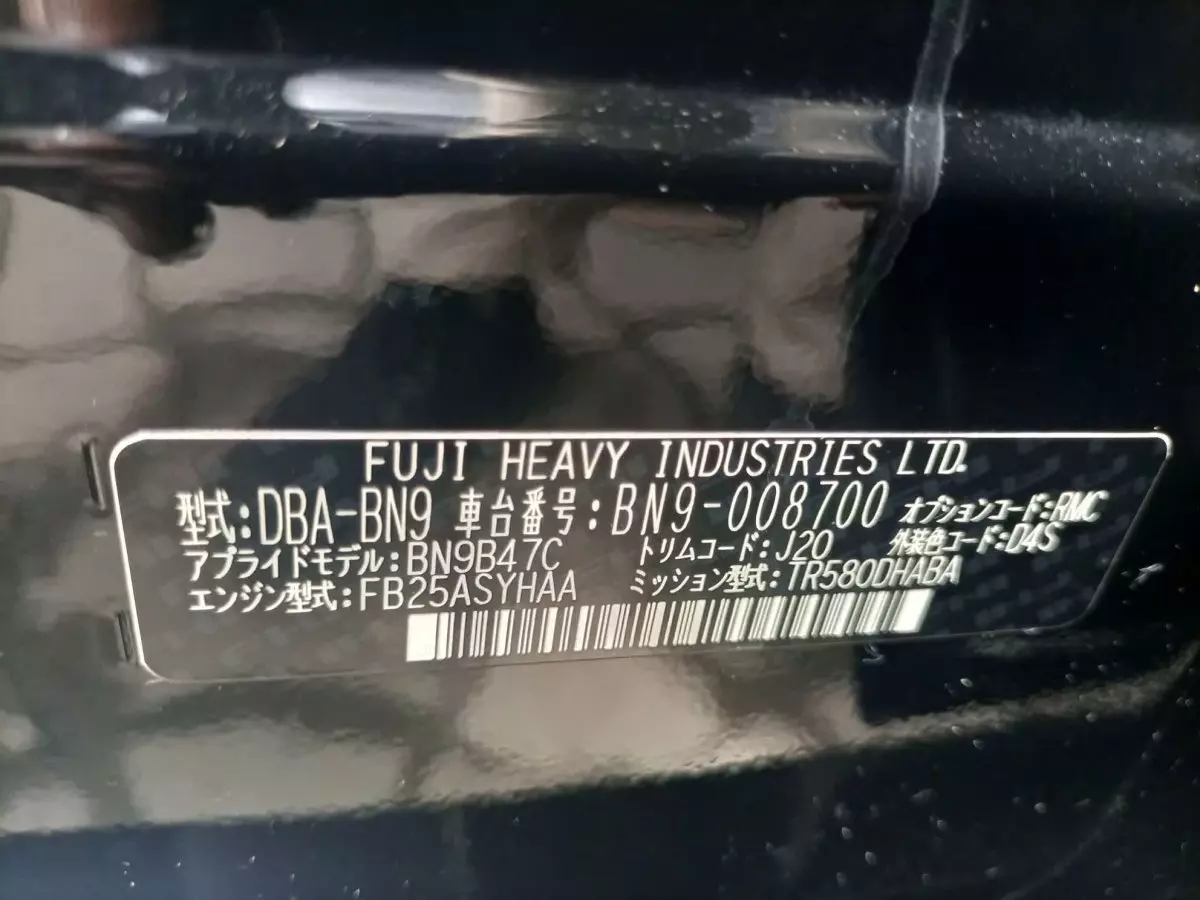 FUJI HEAVY INDUSTRIES LTD.
型式:DBA-BN9 車台番号:BN9-008700 オプションコード:RMC
アプライドモデル:BN9B47C トリムコード:J20 外装色コード:D4S
エンジン型式:FB25ASYHAA ミッション型式:TR580DHABA